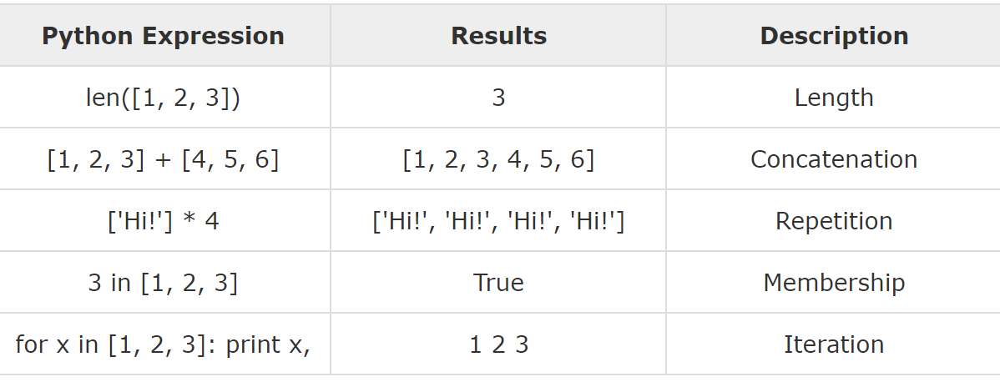 Python Expression Results Description
len([1, 2, 3]) 3 Length
[1, 2, 3] + [4, 5, 6] [1, 2, 3, 4, 5, 6] Concatenation
['Hi!'] * 4 ['Hi!', 'Hi!', 'Hi!', 'Hi!'] Repetition
3 in [1, 2, 3] True Membership
for x in [1, 2, 3]: print x, 1 2 3 Iteration